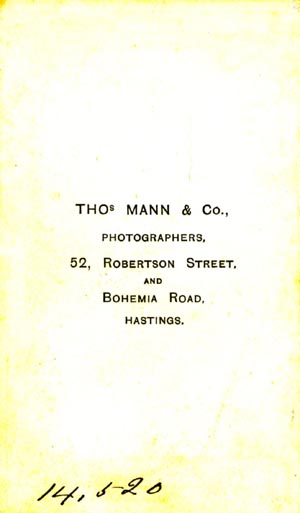 THOˢ MANN & Co.,
PHOTOGRAPHERS,
52, ROBERTSON STREET,
AND
BOHEMIA ROAD,
HASTINGS.
14,520